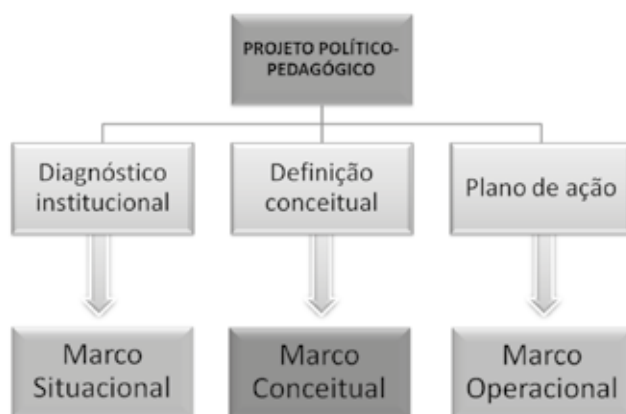 PROJETO POLÍTICO-
PEDAGÓGICO
Diagnóstico
institucional
Definição
conceitual
Plano de ação
Marco
Situacional
Marco
Conceitual
Marco
Operacional